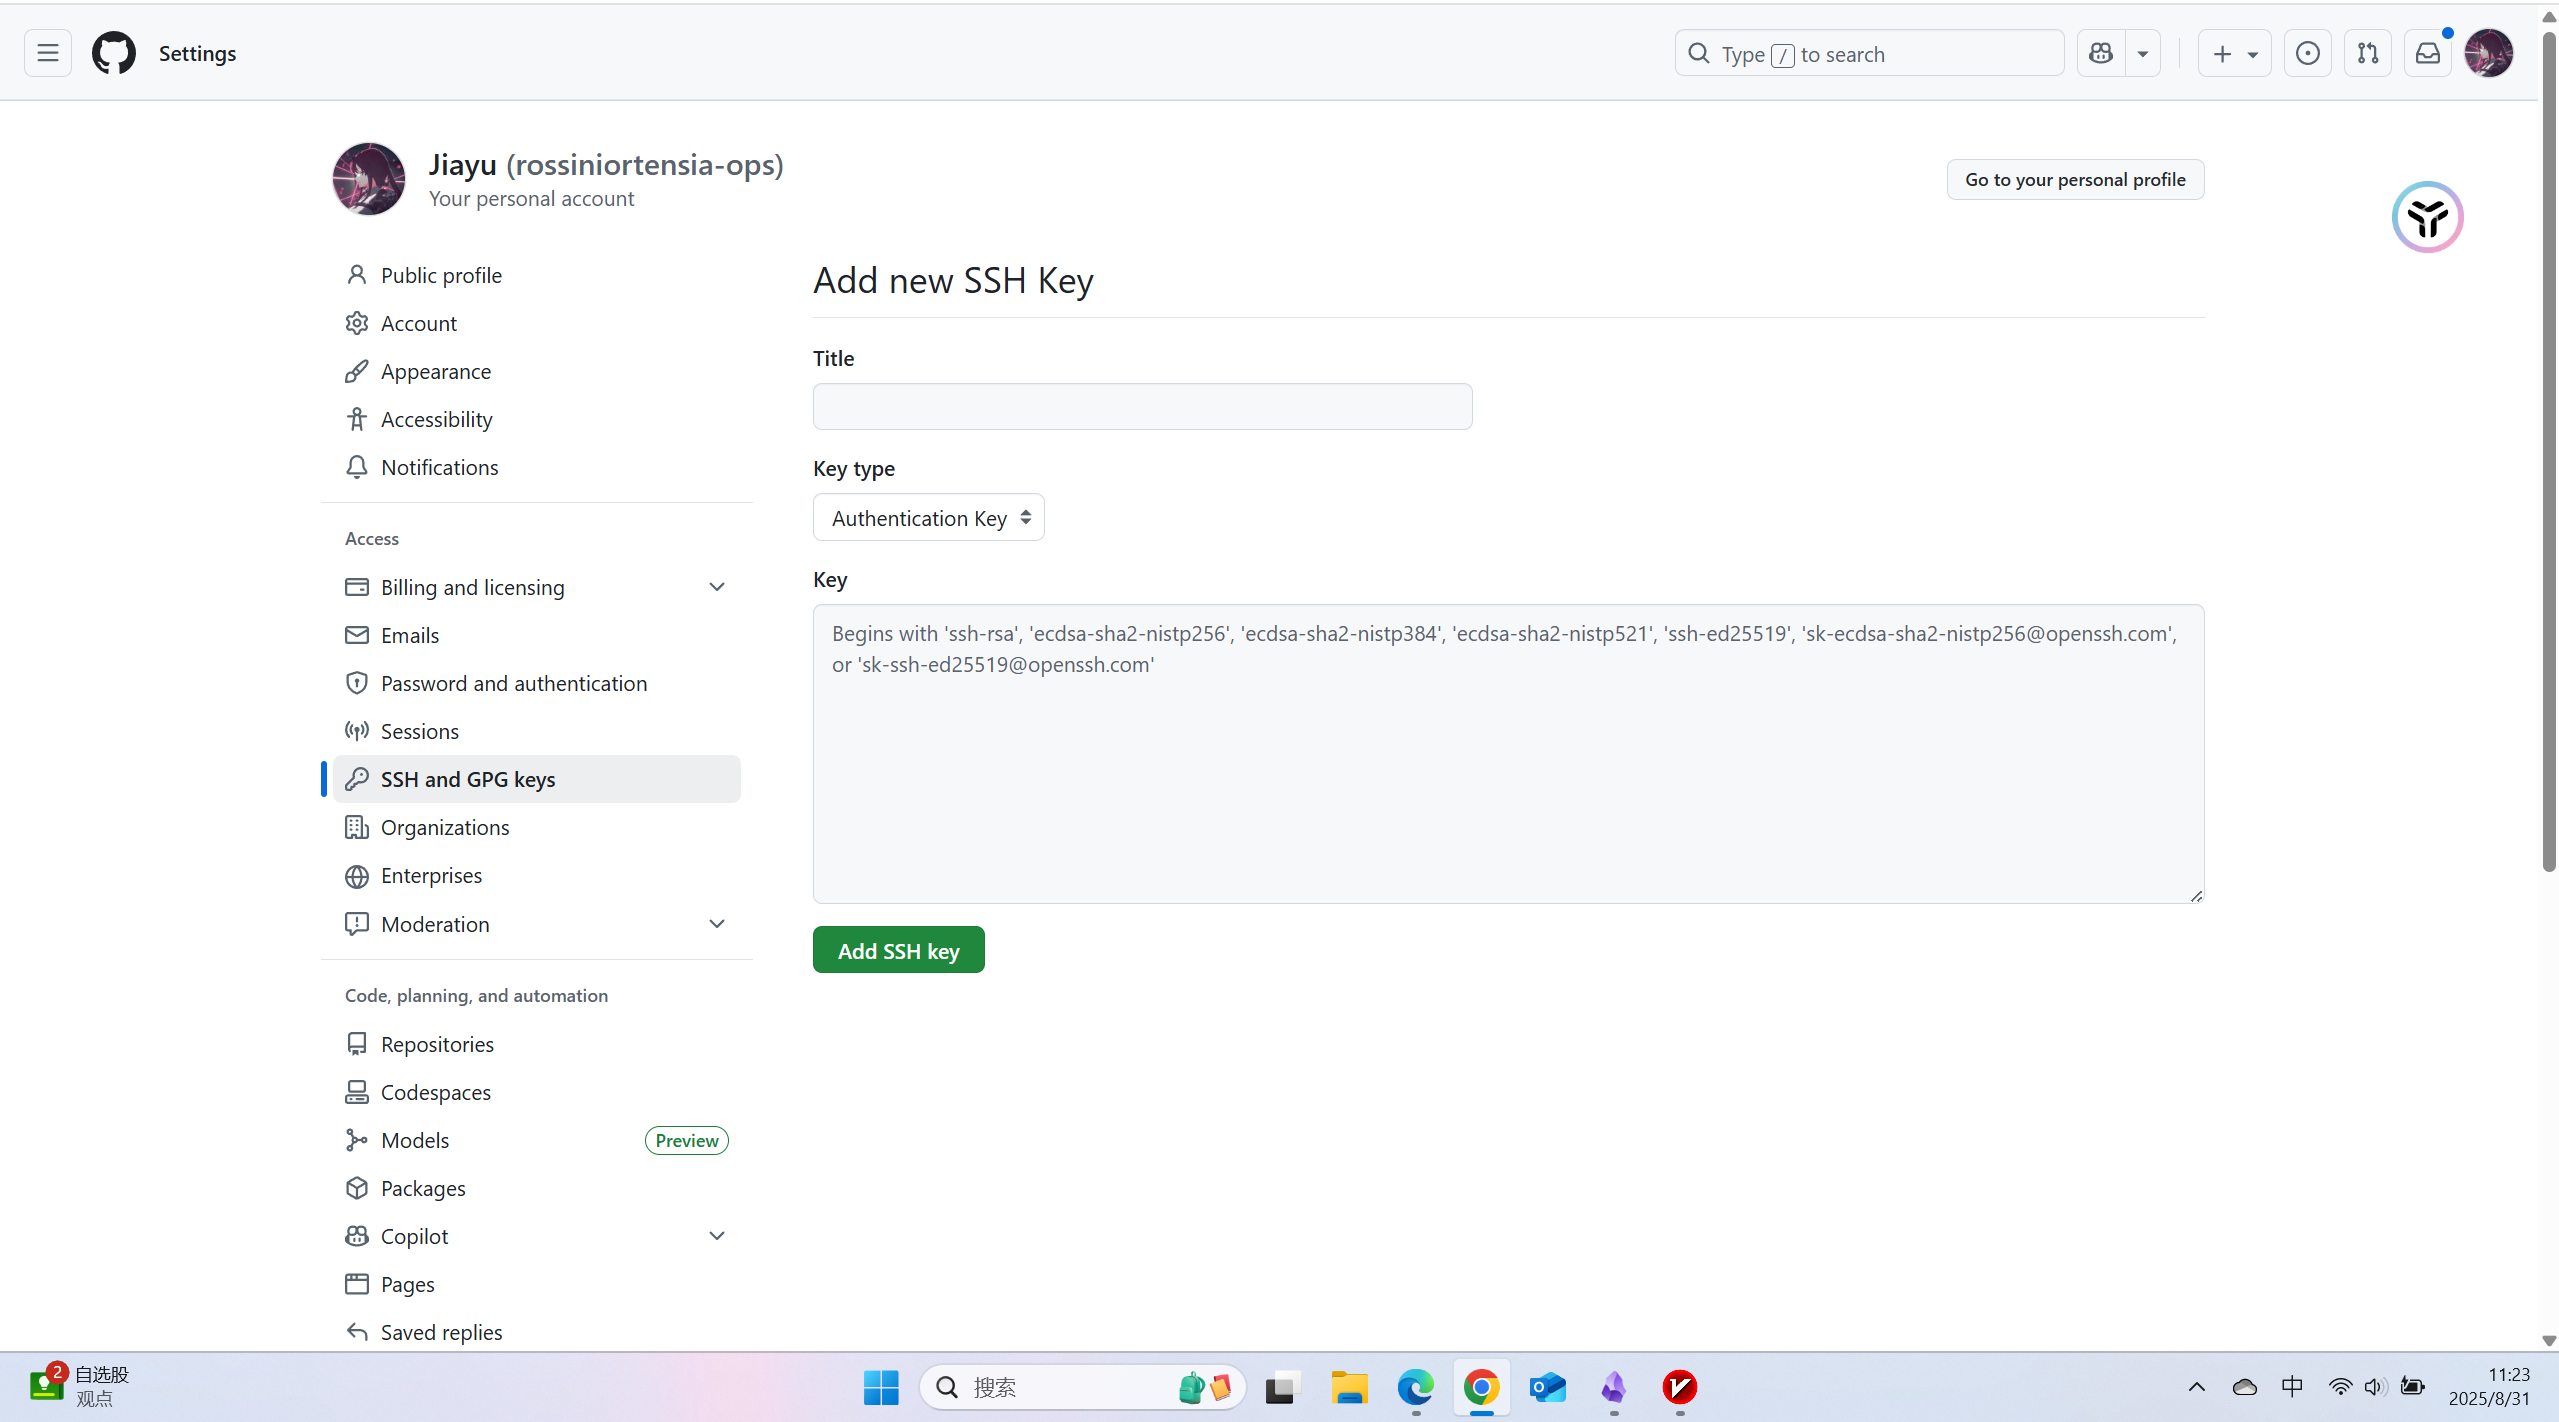 Settings
Type / to search
Jiayu (rossiniortensia-ops)
Your personal account
Go to your personal profile
Public profile
Account
Appearance
Accessibility
Notifications
Access
Billing and licensing
Emails
Password and authentication
Sessions
SSH and GPG keys
Organizations
Enterprises
Moderation
Code, planning, and automation
Repositories
Codespaces
Models Preview
Packages
Copilot
Pages
Saved replies
Add new SSH Key
Title
Key type
Authentication Key
Key
Begins with 'ssh-rsa', 'ecdsa-sha2-nistp256', 'ecdsa-sha2-nistp384', 'ecdsa-sha2-nistp521', 'ssh-ed25519', 'sk-ecdsa-sha2-nistp256@openssh.com',
or 'sk-ssh-ed25519@openssh.com'
Add SSH key
2
自选股
观点
搜索
中
11:23
2025/8/31